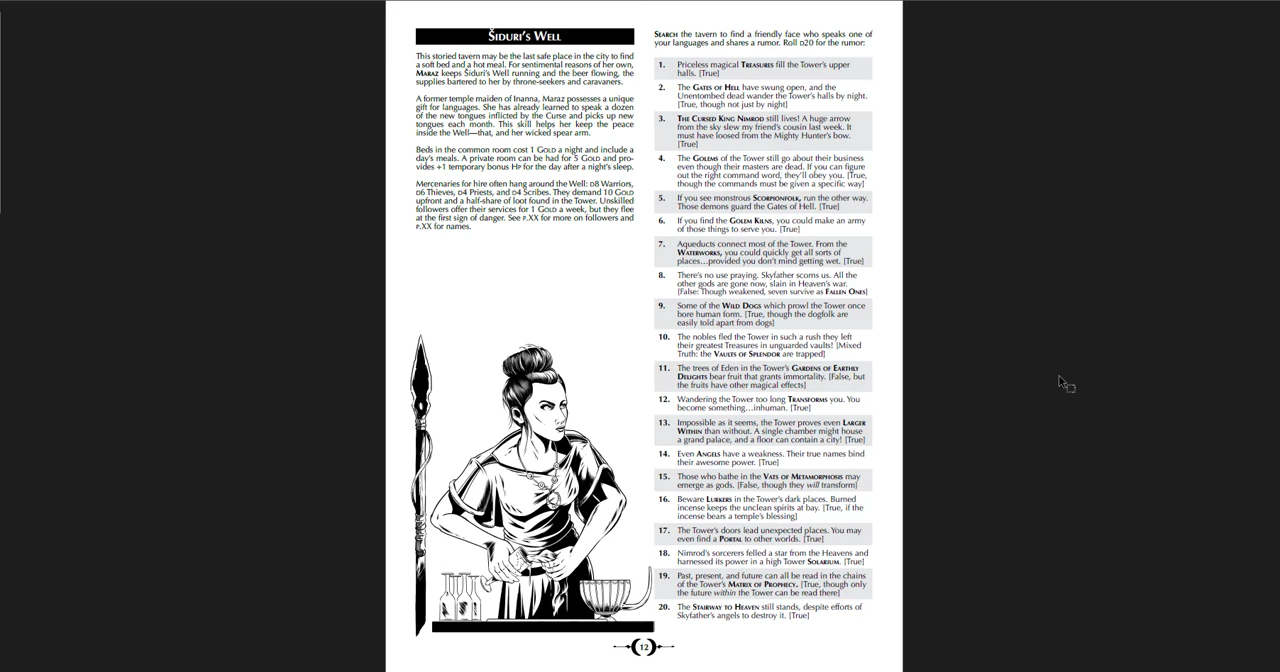 Šiduri's Well
This storied tavern may be the last safe place in the city to find
a soft bed and a hot meal. For sentimental reasons of her own,
Maraz keeps Šiduri's Well running and the beer flowing, the
supplies bartered to her by throne-seekers and caravaners.
A former temple maiden of Inanna, Maraz possesses a unique
gift for languages. She has already learned to speak a dozen
of the new tongues inflicted by the Curse and picks up new
tongues each month. This skill helps her keep the peace
inside the Well—that, and her wicked spear arm.
Beds in the common room cost 1 Gold a night and include a
day's meals. A private room can be had for 5 Gold and pro-
vides +1 temporary bonus Hp for the day after a night's sleep.
Mercenaries for hire often hang around the Well: d8 Warriors,
d6 Thieves, d4 Priests, and d4 Scribes. They demand 10 Gold
upfront and a half-share of loot found in the Tower. Unskilled
followers offer their services for 1 Gold a week, but they flee
at the first sign of danger. See p.XX for more on followers and
p.XX for names.
Search the tavern to find a friendly face who speaks one of
your languages and shares a rumor. Roll d20 for the rumor:
1. Priceless magical Treasures fill the Tower's upper
halls. [True]
2. The Gates of Hell have swung open, and the
Unentombed dead wander the Tower's halls by night.
[True, though not just by night]
3. The Cursed King Nimrod still lives! A huge arrow
from the sky slew my friend's cousin last week. It
must have loosed from the Mighty Hunter's bow.
[True]
4. The Golems of the Tower still go about their business
even though their masters are dead. If you can figure
out the right command word, they'll obey you. [True,
though the commands must be given a specific way]
5. If you see monstrous Scorpionfolk, run the other way.
Those demons guard the Gates of Hell. [True]
6. If you find the Golem Kilns, you could make an army
of those things to serve you. [True]
7. Aqueducts connect most of the Tower. From the
Waterworks, you could quickly get all sorts of
places…provided you don't mind getting wet. [True]
8. There's no use praying. Skyfather scorns us. All the
other gods are gone now, slain in Heaven's war.
[False: Though weakened, seven survive as Fallen Ones]
9. Some of the Wild Dogs which prowl the Tower once
bore human form. [True, though the dogfolk are
easily told apart from dogs]
10. The nobles fled the Tower in such a rush they left
their greatest Treasures in unguarded vaults! [Mixed
Truth: the Vaults of Splendor are trapped]
11. The trees of Eden in the Tower's Gardens of Earthly
Delights bear fruit that grants immortality. [False, but
the fruits have other magical effects]
12. Wandering the Tower too long Transforms you. You
become something…inhuman. [True]
13. Impossible as it seems, the Tower proves even Larger
Within than without. A single chamber might house
a grand palace, and a floor can contain a city! [True]
14. Even Angels have a weakness. Their true names bind
their awesome power. [True]
15. Those who bathe in the Vats of Metamorphosis may
emerge as gods. [False, though they will transform]
16. Beware Lurkers in the Tower's dark places. Burned
incense keeps the unclean spirits at bay. [True, if the
incense bears a temple's blessing]
17. The Tower's doors lead unexpected places. You may
even find a Portal to other worlds. [True]
18. Nimrod's sorcerers felled a star from the Heavens and
harnessed its power in a high Tower Solarium. [True]
19. Past, present, and future can all be read in the chains
of the Tower's Matrix of Prophecy. [True, though only
the future within the Tower can be read there]
20. The Stairway to Heaven still stands, despite efforts of
Skyfather's angels to destroy it. [True]
12